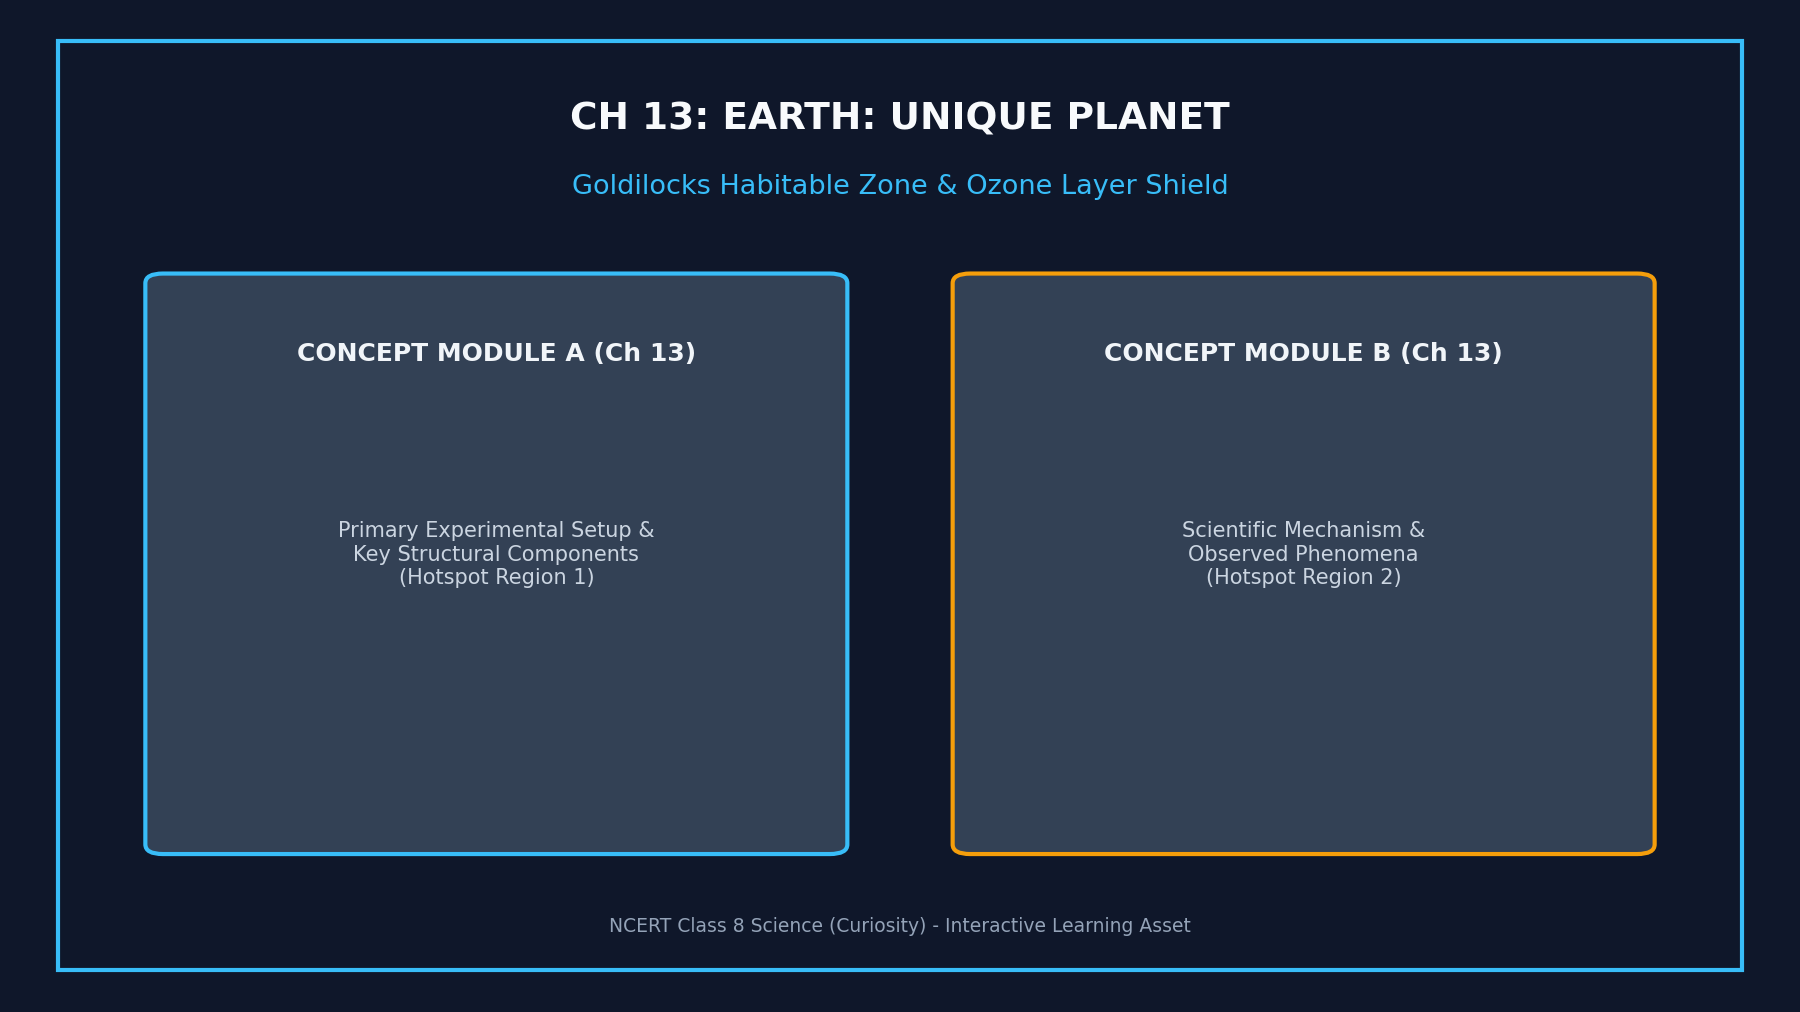 CH 13: EARTH: UNIQUE PLANET
Goldilocks Habitable Zone & Ozone Layer Shield
CONCEPT MODULE A (Ch 13)
Primary Experimental Setup &
Key Structural Components
(Hotspot Region 1)
CONCEPT MODULE B (Ch 13)
Scientific Mechanism &
Observed Phenomena
(Hotspot Region 2)
NCERT Class 8 Science (Curiosity) - Interactive Learning Asset